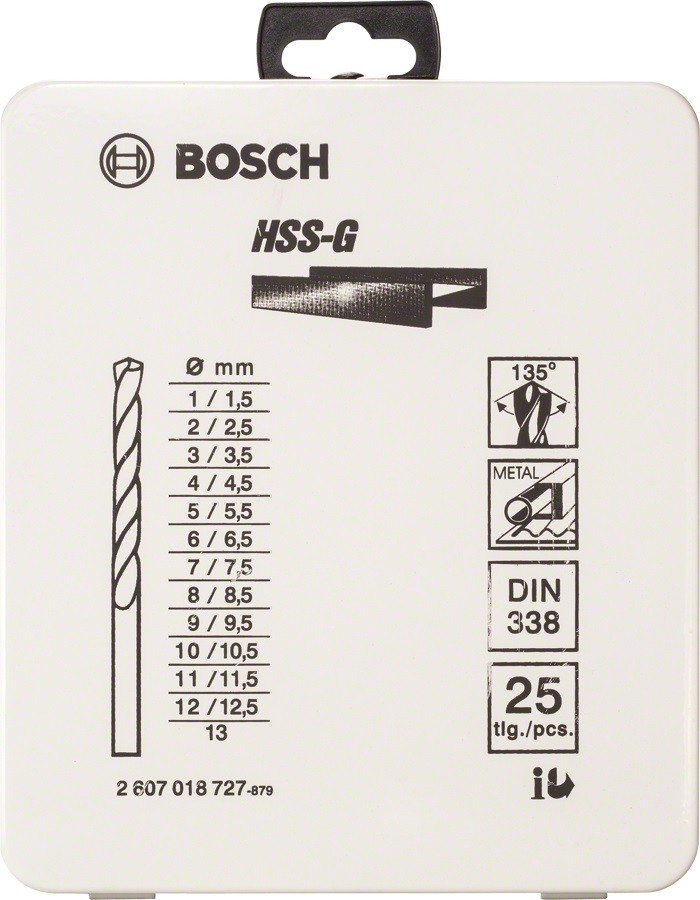 BOSCH
HSS-G
Ø mm
1 / 1,5
2 / 2,5
3 / 3,5
4 / 4,5
5 / 5,5
6 / 6,5
7 / 7,5
8 / 8,5
9 / 9,5
10 / 10,5
11 / 11,5
12 / 12,5
13
2 607 018 727-879
135°
METAL
DIN
338
25
tlg./pcs.
i